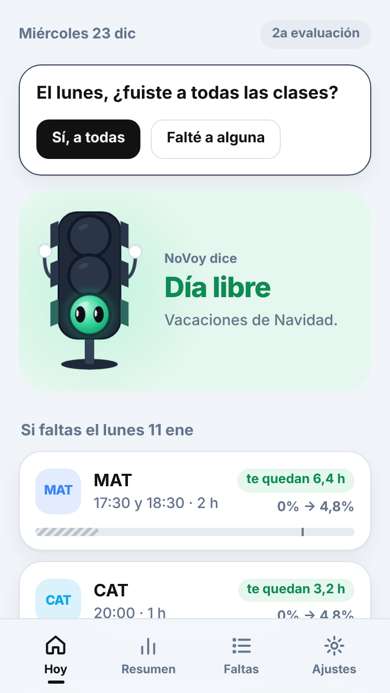 Miércoles 23 dic
2a evaluación
El lunes, ¿fuiste a todas las clases?
Sí, a todas
Falté a alguna
NoVoy dice
Día libre
Vacaciones de Navidad.
Si faltas el lunes 11 ene
MAT
MAT
te quedan 6,4 h
17:30 y 18:30 · 2 h
0% → 4,8%
CAT
CAT
te quedan 3,2 h
20:00 · 1 h
0% → 4,8%
Hoy
Resumen
Faltas
Ajustes